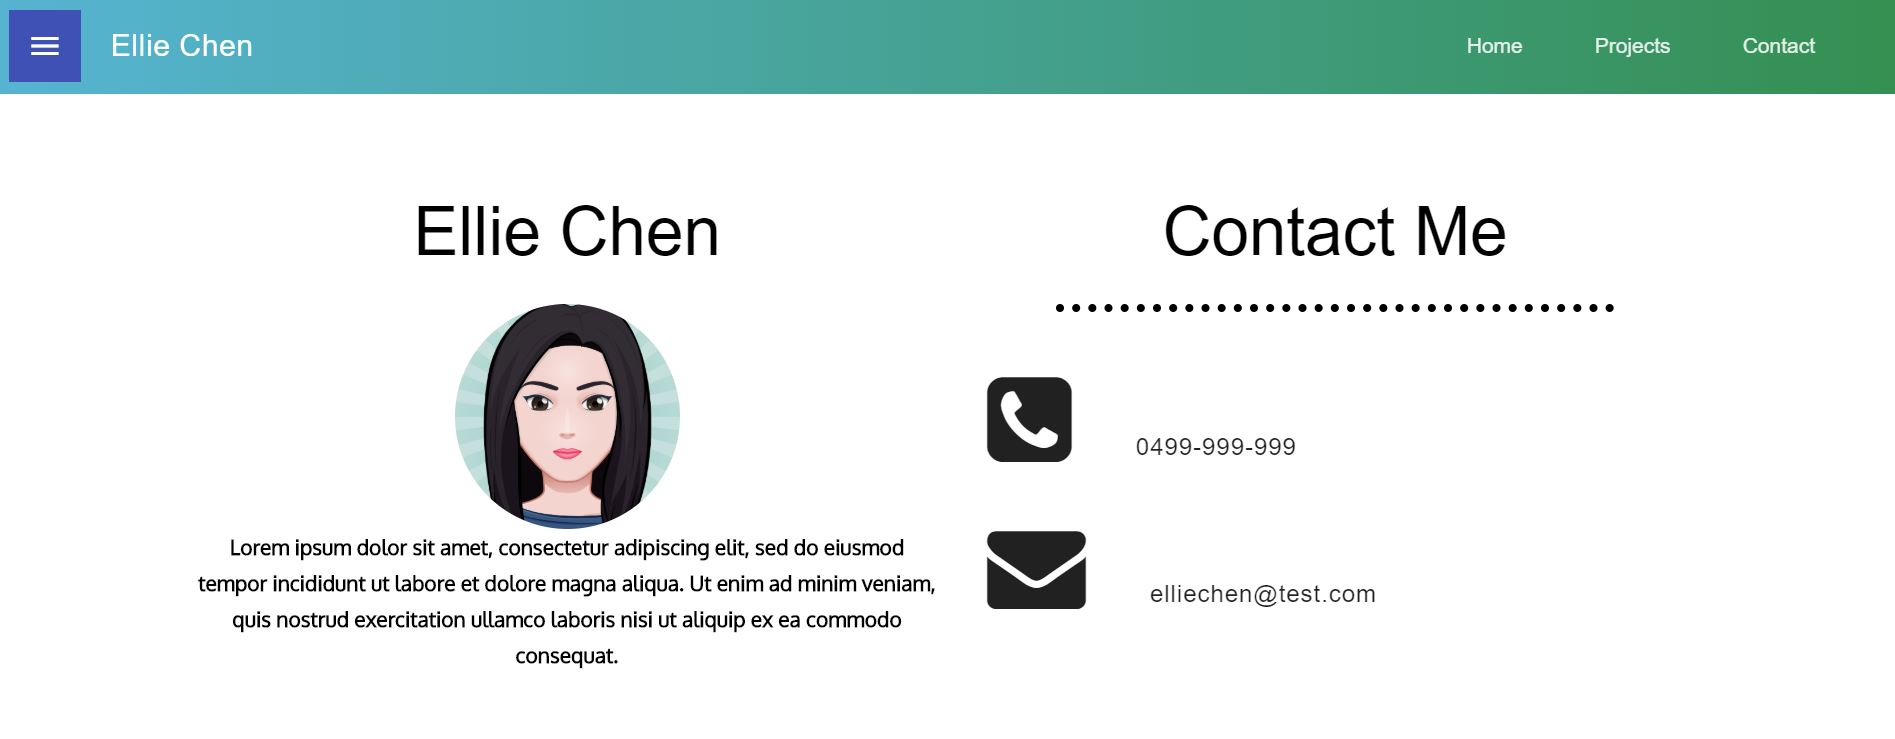 Ellie Chen
Home
Projects
Contact
Ellie Chen
Lorem ipsum dolor sit amet, consectetur adipiscing elit, sed do eiusmod
tempor incididunt ut labore et dolore magna aliqua. Ut enim ad minim veniam,
quis nostrud exercitation ullamco laboris nisi ut aliquip ex ea commodo
consequat.
Contact Me
0499-999-999
elliechen@test.com